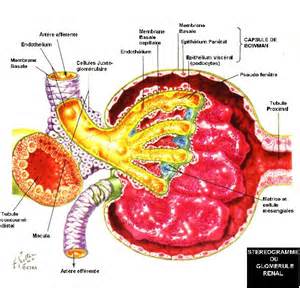 Artère efférente
Endothelium
Membrane
Basale
Cellules Juxta-
glomérulaire
Membrane
Basale
capillaire
Endothélium
Membrane
Basale
Epithélium Pariétal
Epithélium viscéral
(podocytes)
CAPSULE DE
BOWMAN
Pseudo fenêtre
Tubule
Proximal
Matrice et
cellule
mésangiales
Tubule
contourné
distal
Macula
Artère afférente
STEREOGRAMME
DU
GLOMERULE
RENAL